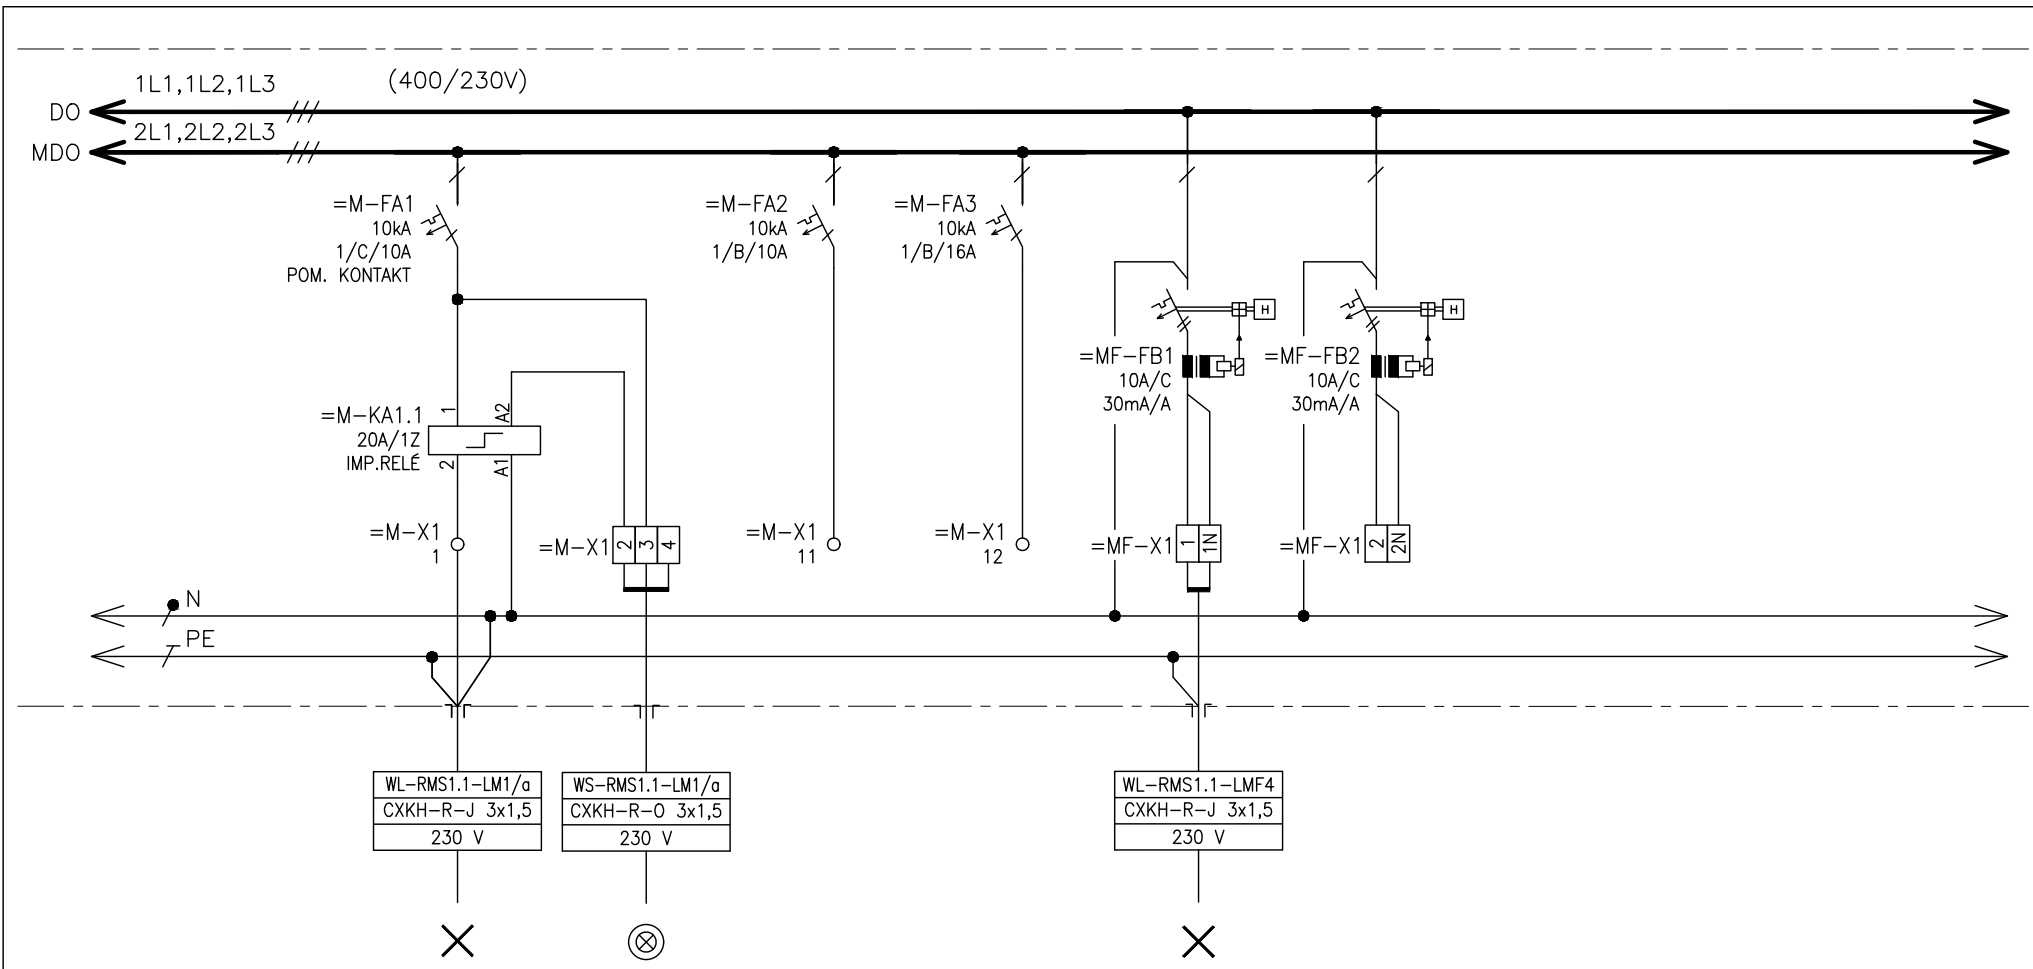 1L1,1L2,1L3
(400/230V)
DO
2L1,2L2,2L3
MDO
=M-FA1
10kA
1/C/10A
POM. KONTAKT
=M-FA2
10kA
1/B/10A
=M-FA3
10kA
1/B/16A
H
H
=MF-FB1
10A/C
30mA/A
=MF-FB2
10A/C
30mA/A
=M-KA1.1
20A/1Z
IMP.RELÉ
1
A2
2
A1
=M-X1
1
=M-X1
2 3 4
=M-X1
11
=M-X1
12
=MF-X1
1 1N
=MF-X1
2 2N
N
PE
WL-RMS1.1-LM1/a
CXKH-R-J 3x1,5
230 V
WS-RMS1.1-LM1/a
CXKH-R-O 3x1,5
230 V
WL-RMS1.1-LMF4
CXKH-R-J 3x1,5
230 V